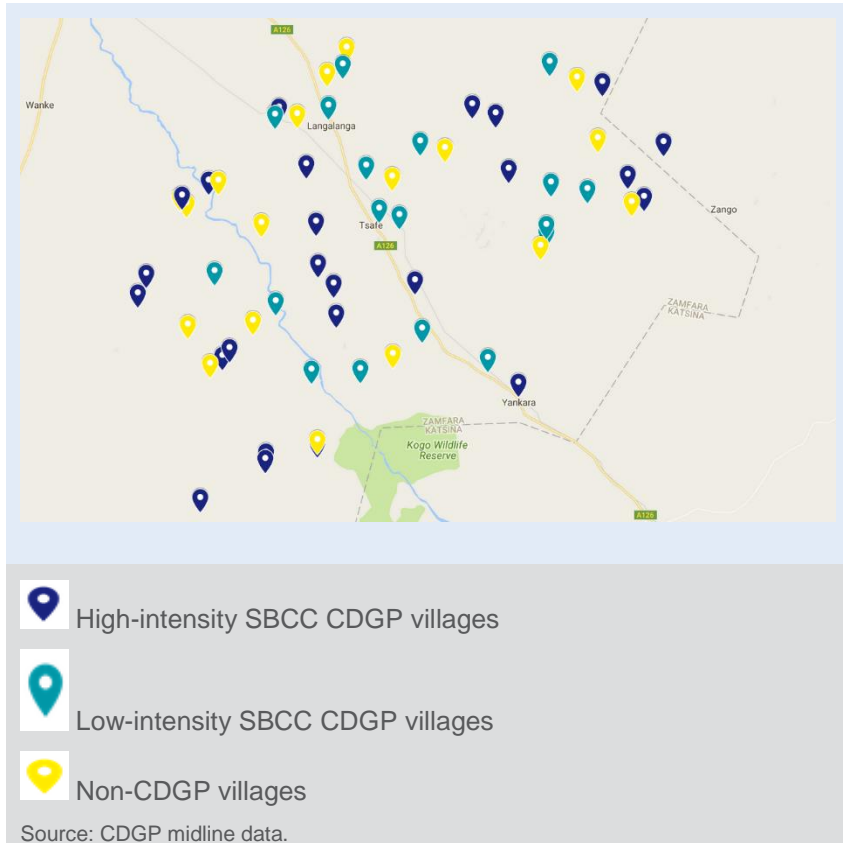 A126
Wanke
Langalanga
Zango
Tsafe
A126
ZAMFARA
KATSINA
Yankara
ZAMFARA
KATSINA
Kogo Wildlife
Reserve
A126
High-intensity SBCC CDGP villages
Low-intensity SBCC CDGP villages
Non-CDGP villages
Source: CDGP midline data.